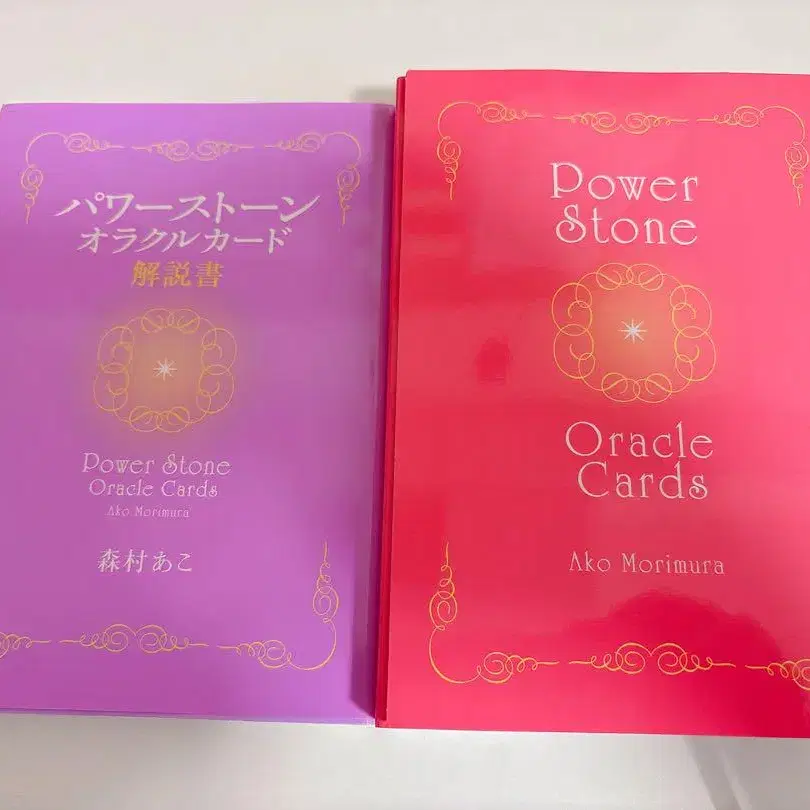 パワーストーン
オラクルカード
解説書
Power Stone
Oracle Cards
Ako Morimura
森村あこ
Power
Stone
Oracle
Cards
Ako Morimura